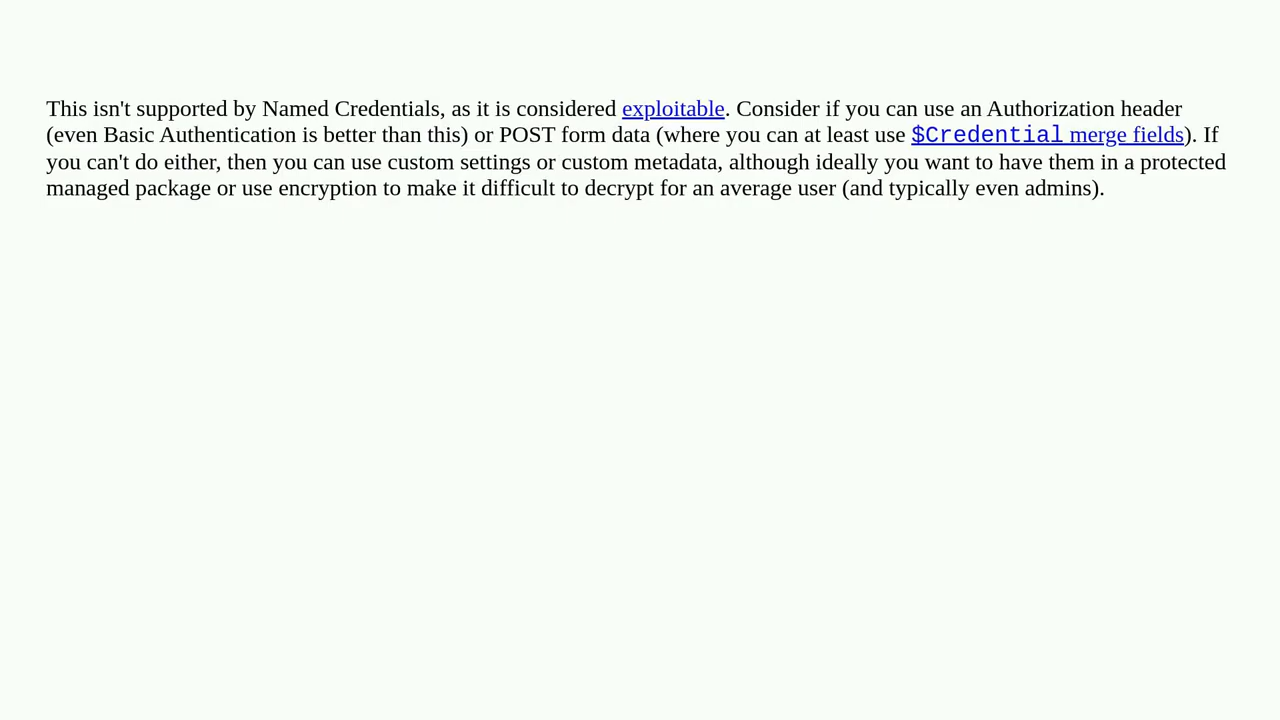 This isn't supported by Named Credentials, as it is considered exploitable. Consider if you can use an Authorization header
(even Basic Authentication is better than this) or POST form data (where you can at least use $Credential merge fields). If
you can't do either, then you can use custom settings or custom metadata, although ideally you want to have them in a protected
managed package or use encryption to make it difficult to decrypt for an average user (and typically even admins).